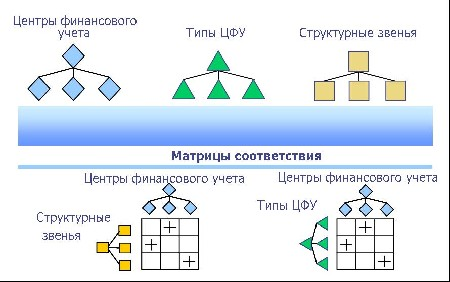 Центры финансового
учета
Типы ЦФУ
Структурные звенья
Матрицы соответствия
Центры финансового учета
Центры финансового учета
Структурные
звенья
Типы ЦФУ